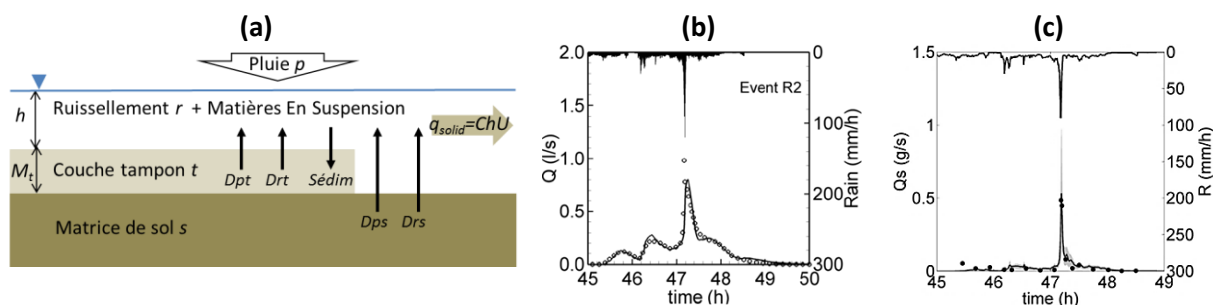 (a)
Pluie p
h
Ruissellement r + Matières En Suspension
q_solid=ChU
M_t
Couche tampon t
Dpt Drt Sédim
Dps Drs
Matrice de sol s
(b)
2.0
1.5
1.0
0.5
0.0
Q (l/s)
Event R2
0
100
200
300
Rain (mm/h)
45 46 47 48 49 50
time (h)
(c)
1.5
1
0.5
0
Qs (g/s)
0
50
100
150
200
250
300
R (mm/h)
45 46 47 48 49
time (h)